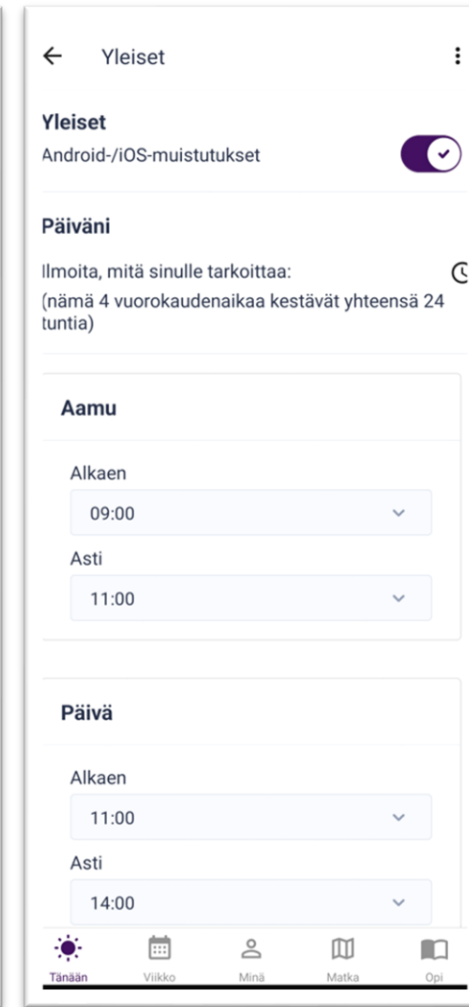 Yleiset
Yleiset
Android-/iOS-muistutukset
Päiväni
Ilmoita, mitä sinulle tarkoittaa:
(nämä 4 vuorokaudenaikaa kestävät yhteensä 24
tuntia)
Aamu
Alkaen
09:00
Asti
11:00
Päivä
Alkaen
11:00
Asti
14:00
Tänään Viikko Minä Matka Opi